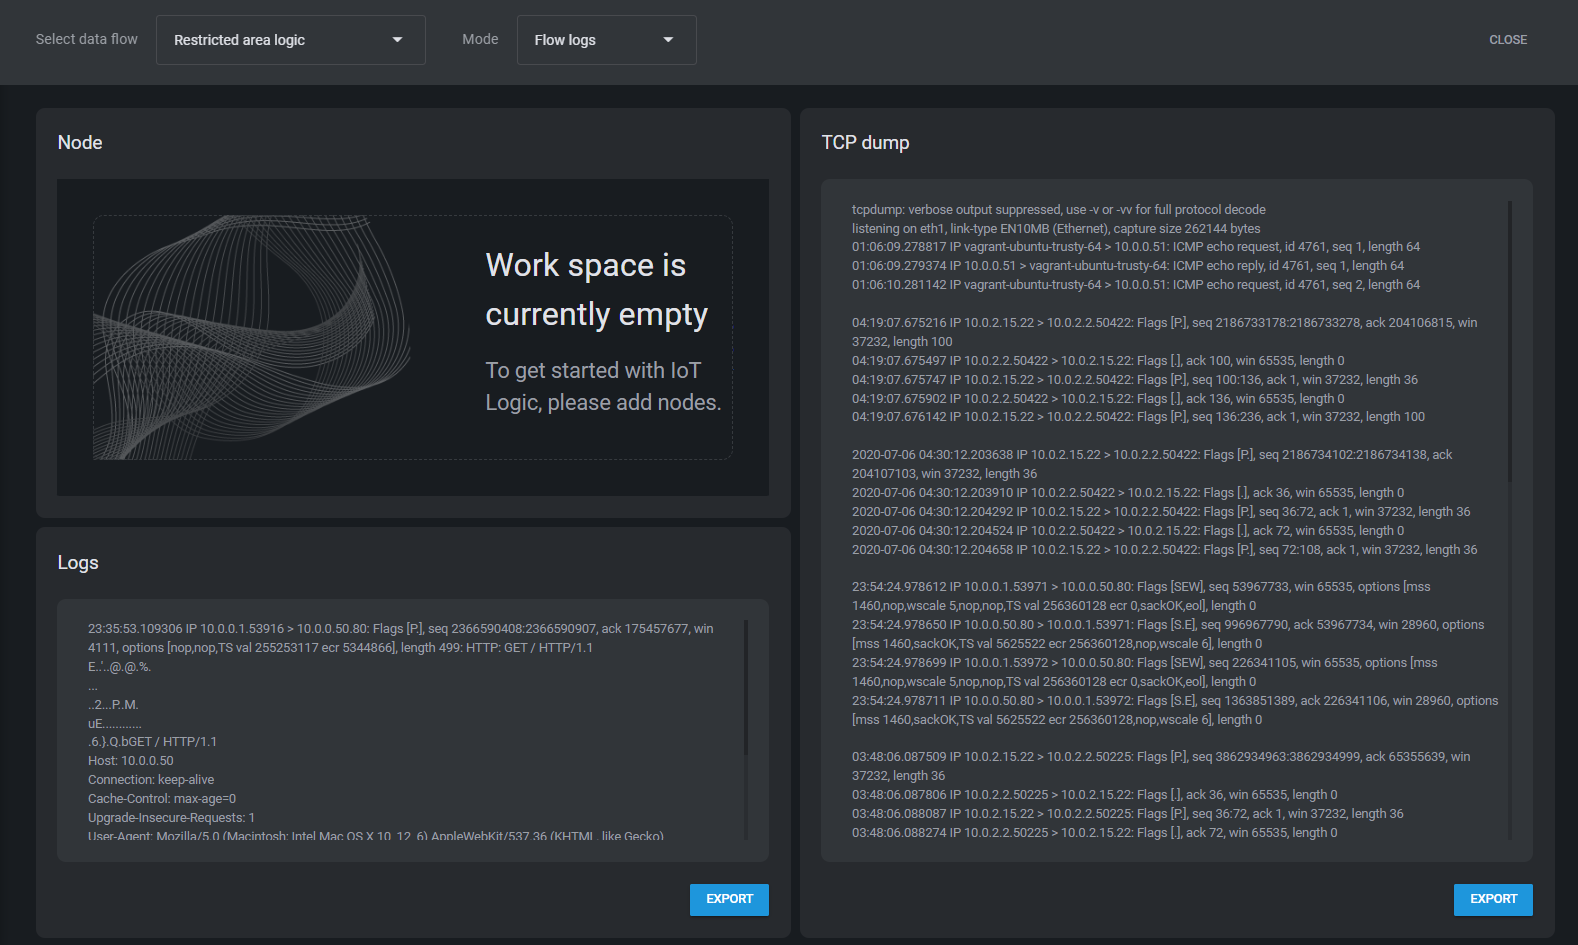 Select data flow
Restricted area logic
Mode
Flow logs
CLOSE
Node
Work space is
currently empty
To get started with IoT
Logic, please add nodes.
Logs
23:35:53.109306 IP 10.0.0.1.53916 > 10.0.0.50.80: Flags [P.], seq 2366590408:2366590907, ack 175457677, win
4111, options [nop,nop,TS val 255253117 ecr 5344866], length 499: HTTP: GET / HTTP/1.1
E..'..@.@.%.
...
..2...P..M.
uE............
.6.}.Q.bGET / HTTP/1.1
Host: 10.0.0.50
Connection: keep-alive
Cache-Control: max-age=0
Upgrade-Insecure-Requests: 1
User-Agent: Mozilla/5.0 (Macintosh; Intel Mac OS X 10_12_6) AppleWebKit/537.36 (KHTML, like Gecko)
EXPORT
TCP dump
tcpdump: verbose output suppressed, use -v or -vv for full protocol decode
listening on eth1, link-type EN10MB (Ethernet), capture size 262144 bytes
01:06:09.278817 IP vagrant-ubuntu-trusty-64 > 10.0.0.51: ICMP echo request, id 4761, seq 1, length 64
01:06:09.279374 IP 10.0.0.51 > vagrant-ubuntu-trusty-64: ICMP echo reply, id 4761, seq 1, length 64
01:06:10.281142 IP vagrant-ubuntu-trusty-64 > 10.0.0.51: ICMP echo request, id 4761, seq 2, length 64
04:19:07.675216 IP 10.0.2.15.22 > 10.0.2.2.50422: Flags [P.], seq 2186733178:2186733278, ack 204106815, win
37232, length 100
04:19:07.675497 IP 10.0.2.2.50422 > 10.0.2.15.22: Flags [.], ack 100, win 65535, length 0
04:19:07.675747 IP 10.0.2.15.22 > 10.0.2.2.50422: Flags [P.], seq 100:136, ack 1, win 37232, length 36
04:19:07.675902 IP 10.0.2.2.50422 > 10.0.2.15.22: Flags [.], ack 136, win 65535, length 0
04:19:07.676142 IP 10.0.2.15.22 > 10.0.2.2.50422: Flags [P.], seq 136:236, ack 1, win 37232, length 100
2020-07-06 04:30:12.203638 IP 10.0.2.15.22 > 10.0.2.2.50422: Flags [P.], seq 2186734102:2186734138, ack
204107103, win 37232, length 36
2020-07-06 04:30:12.203910 IP 10.0.2.2.50422 > 10.0.2.15.22: Flags [.], ack 36, win 65535, length 0
2020-07-06 04:30:12.204292 IP 10.0.2.15.22 > 10.0.2.2.50422: Flags [P.], seq 36:72, ack 1, win 37232, length 36
2020-07-06 04:30:12.204524 IP 10.0.2.2.50422 > 10.0.2.15.22: Flags [.], ack 72, win 65535, length 0
2020-07-06 04:30:12.204658 IP 10.0.2.15.22 > 10.0.2.2.50422: Flags [P.], seq 72:108, ack 1, win 37232, length 36
23:54:24.978612 IP 10.0.0.1.53971 > 10.0.0.50.80: Flags [SEW], seq 53967733, win 65535, options [mss
1460,nop,wscale 5,nop,nop,TS val 256360128 ecr 0,sackOK,eol], length 0
23:54:24.978650 IP 10.0.0.50.80 > 10.0.0.1.53971: Flags [S.E], seq 996967790, ack 53967734, win 28960, options
[mss 1460,sackOK,TS val 5625522 ecr 256360128,nop,wscale 6], length 0
23:54:24.978699 IP 10.0.0.1.53972 > 10.0.0.50.80: Flags [SEW], seq 226341105, win 65535, options [mss
1460,nop,wscale 5,nop,nop,TS val 256360128 ecr 0,sackOK,eol], length 0
23:54:24.978711 IP 10.0.0.50.80 > 10.0.0.1.53972: Flags [S.E], seq 1363851389, ack 226341106, win 28960, options
[mss 1460,sackOK,TS val 5625522 ecr 256360128,nop,wscale 6], length 0
03:48:06.087509 IP 10.0.2.15.22 > 10.0.2.2.50225: Flags [P.], seq 3862934963:3862934999, ack 65355639, win
37232, length 36
03:48:06.087806 IP 10.0.2.2.50225 > 10.0.2.15.22: Flags [.], ack 36, win 65535, length 0
03:48:06.088087 IP 10.0.2.15.22 > 10.0.2.2.50225: Flags [P.], seq 36:72, ack 1, win 37232, length 36
03:48:06.088274 IP 10.0.2.2.50225 > 10.0.2.15.22: Flags [.], ack 72, win 65535, length 0
EXPORT